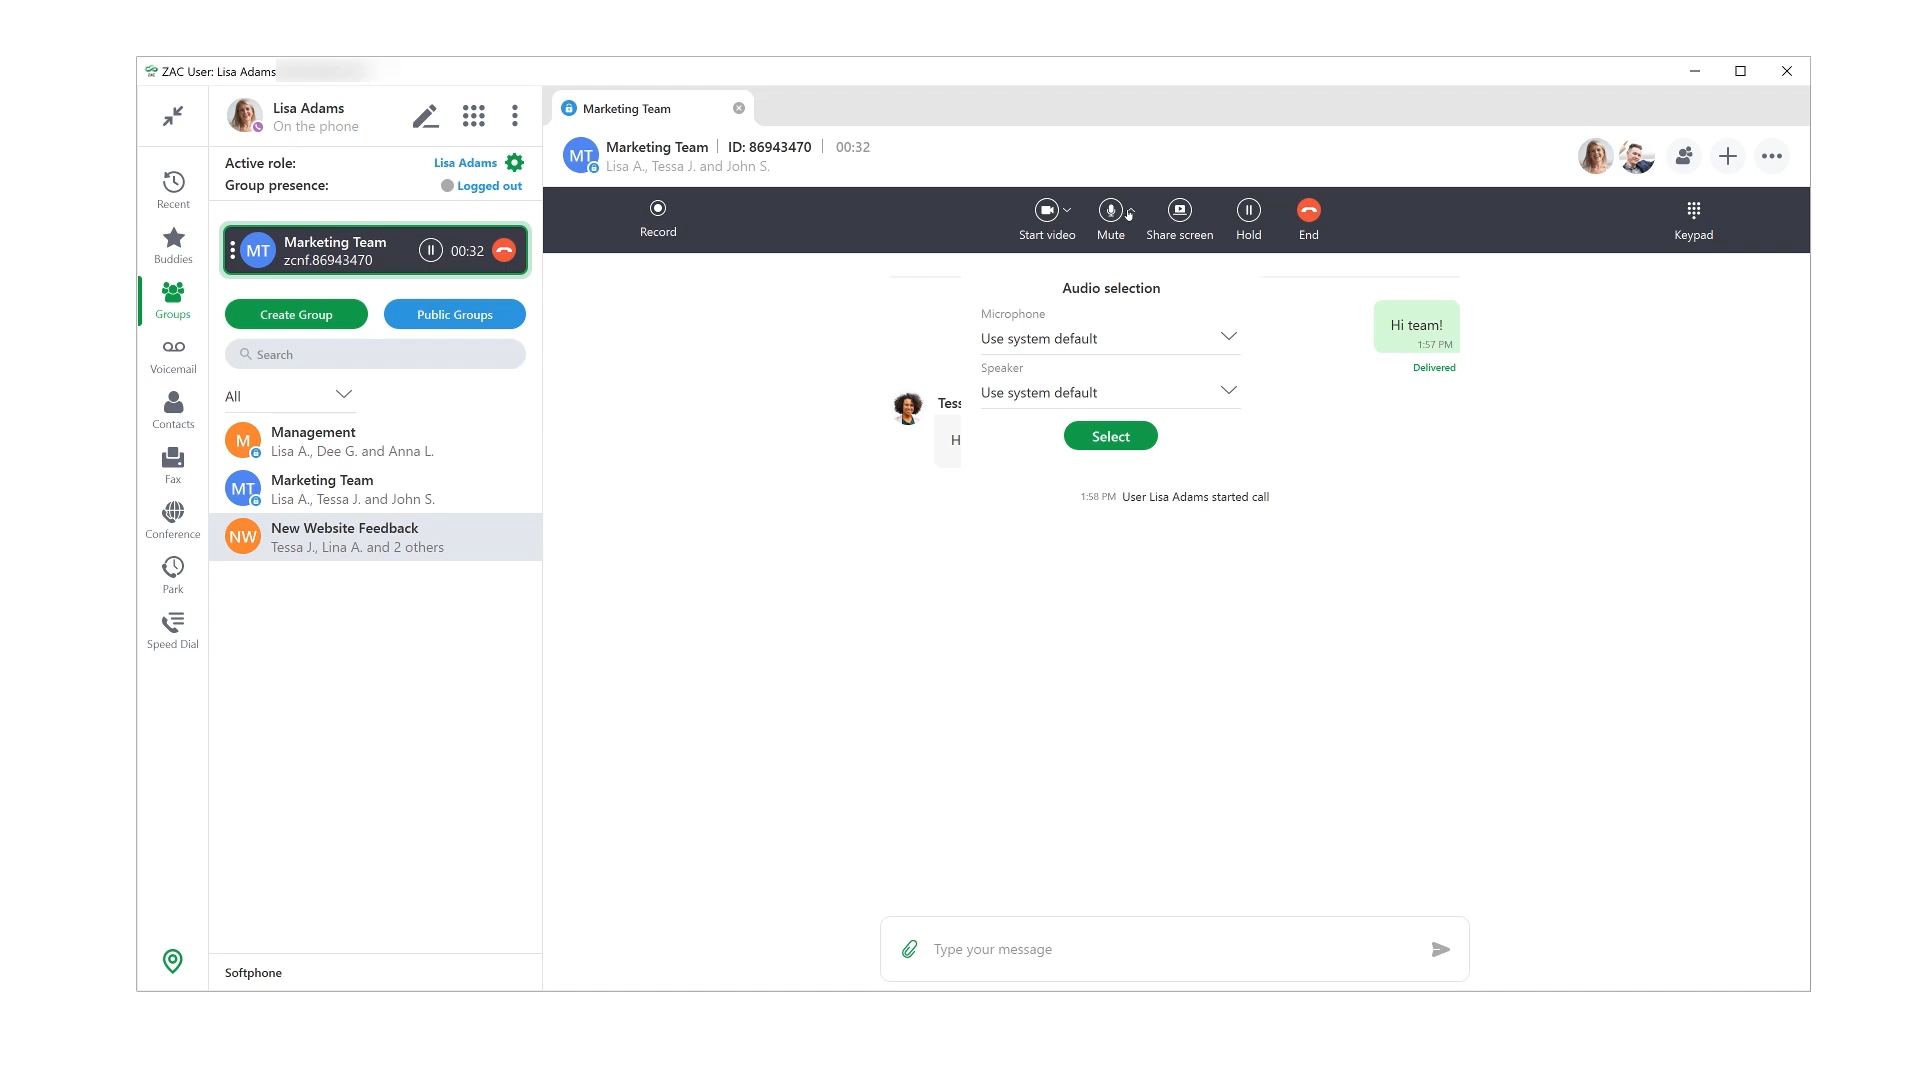 ZAC User: Lisa Adams
Lisa Adams
On the phone
Active role:
Lisa Adams
Group presence:
Logged out
Marketing Team
zcnf.86943470
00:32
Create Group
Public Groups
Search
All
M
Management
Lisa A., Dee G. and Anna L.
MT
Marketing Team
Lisa A., Tessa J. and John S.
NW
New Website Feedback
Tessa J., Lina A. and 2 others
Softphone
Recent
Buddies
Groups
Voicemail
Contacts
Fax
Conference
Park
Speed Dial
Marketing Team
MT
Marketing Team
ID: 86943470
00:32
Lisa A., Tessa J. and John S.
Record
Start video
Mute
Share screen
Hold
End
Keypad
Audio selection
Microphone
Use system default
Speaker
Use system default
Select
Hi team!
1:57 PM
Delivered
Tess
H
1:58 PM User Lisa Adams started call
Type your message
MT